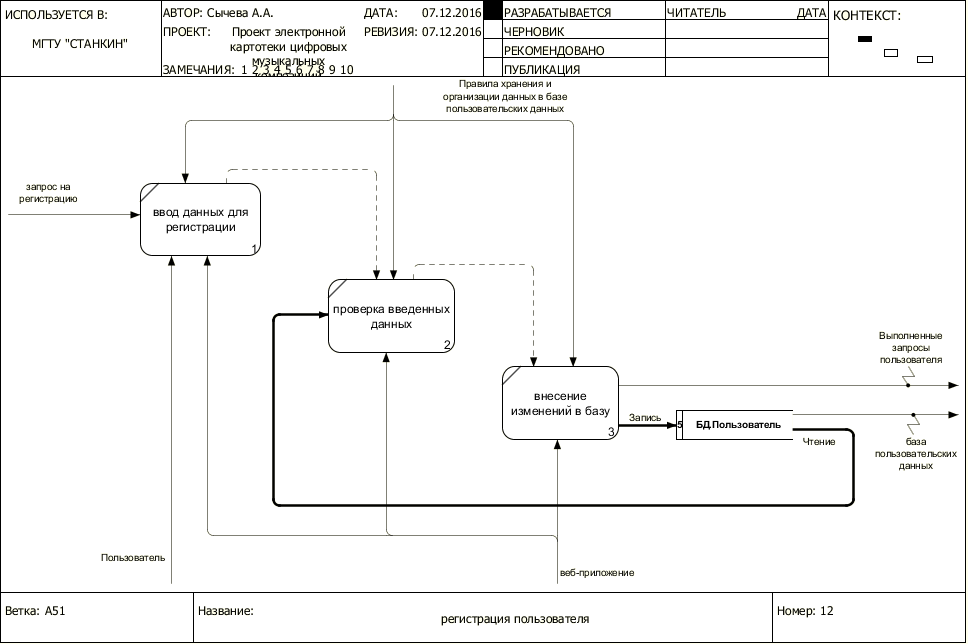 ИСПОЛЬЗУЕТСЯ В:
МГТУ "СТАНКИН"
АВТОР: Сычева А.А.
ДАТА: 07.12.2016
ПРОЕКТ: Проект электронной
картотеки цифровых
музыкальных
РЕВИЗИЯ: 07.12.2016
ЗАМЕЧАНИЯ: 1 2 3 4 5 6 7 8 9 10
РАЗРАБАТЫВАЕТСЯ
ЧЕРНОВИК
РЕКОМЕНДОВАНО
ПУБЛИКАЦИЯ
ЧИТАТЕЛЬ ДАТА
КОНТЕКСТ:
Правила хранения и
организации данных в базе
пользовательских данных
запрос на
регистрацию
ввод данных для
регистрации
1
проверка введенных
данных
2
внесение
изменений в базу
3
Выполненные
запросы
пользователя
Запись
5 БД.Пользователь
Чтение
база
пользовательских
данных
Пользователь
веб-приложение
Ветка: A51
Название:
регистрация пользователя
Номер: 12